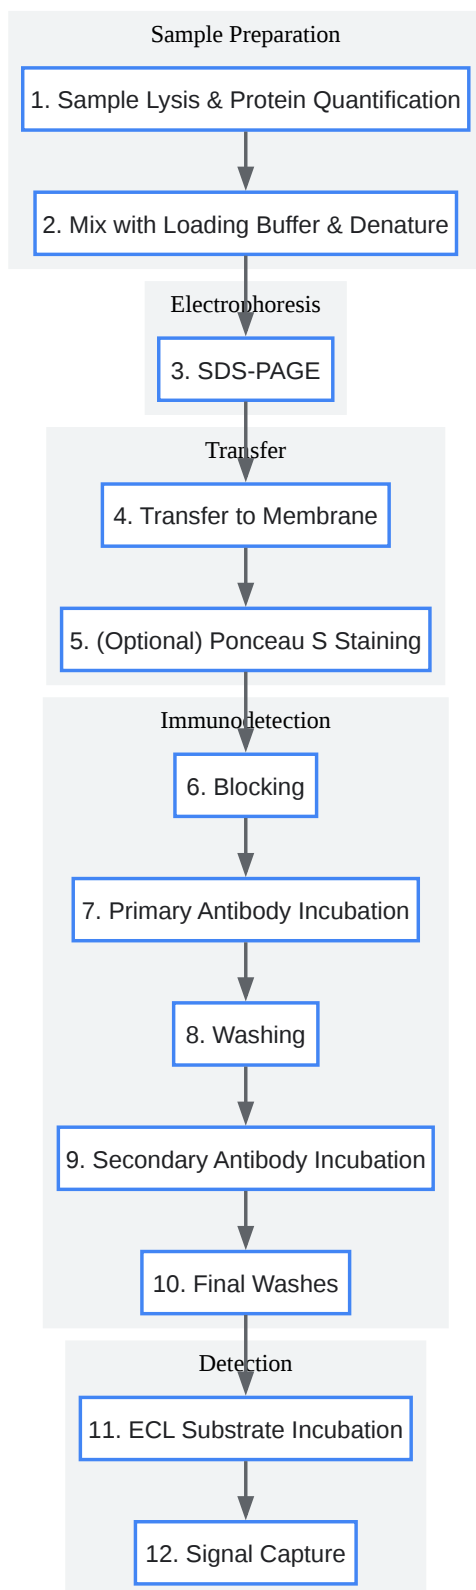 Sample Preparation
1. Sample Lysis & Protein Quantification
2. Mix with Loading Buffer & Denature
Electrophoresis
3. SDS-PAGE
Transfer
4. Transfer to Membrane
5. (Optional) Ponceau S Staining
Immunodetection
6. Blocking
7. Primary Antibody Incubation
8. Washing
9. Secondary Antibody Incubation
10. Final Washes
Detection
11. ECL Substrate Incubation
12. Signal Capture